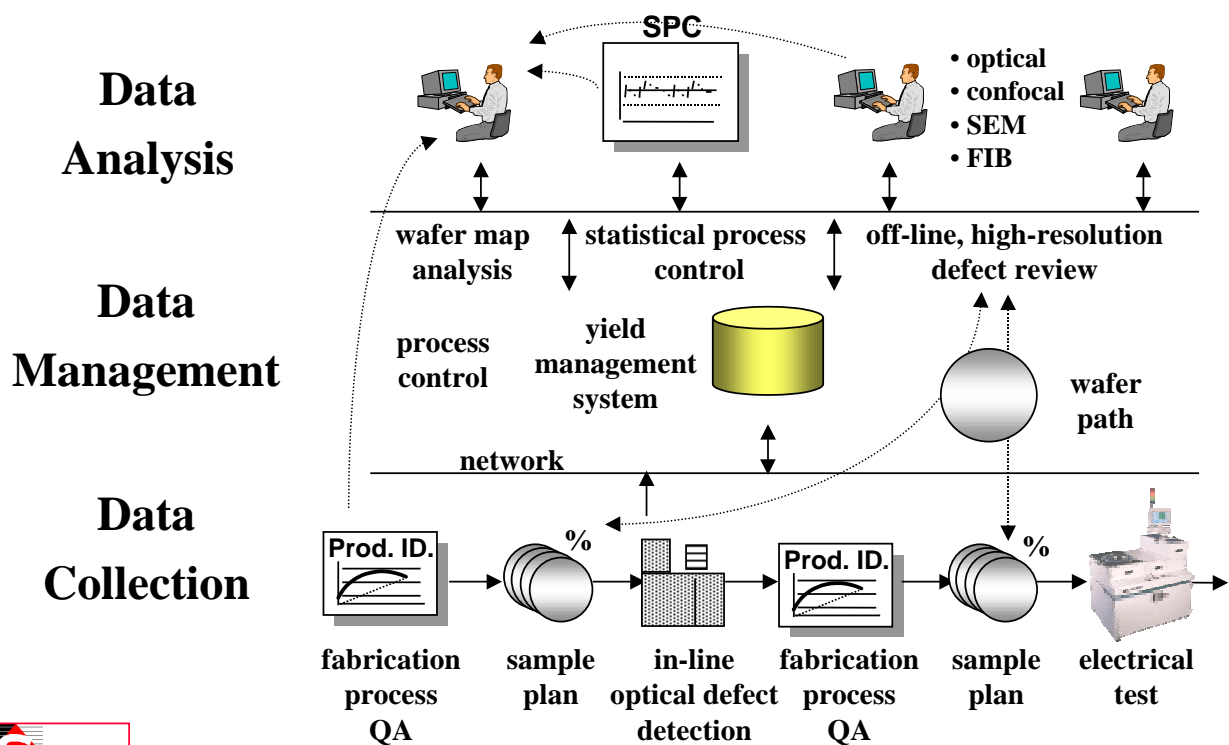 SPC
Data
Analysis
• optical
• confocal
• SEM
• FIB
wafer map
analysis
statistical process
control
off-line, high-resolution
defect review
Data
Management
process
control
yield
management
system
wafer
path
network
Data
Collection
Prod. ID.
%
Prod. ID.
%
fabrication
process
QA
sample
plan
in-line
optical defect
detection
fabrication
process
QA
sample
plan
electrical
test